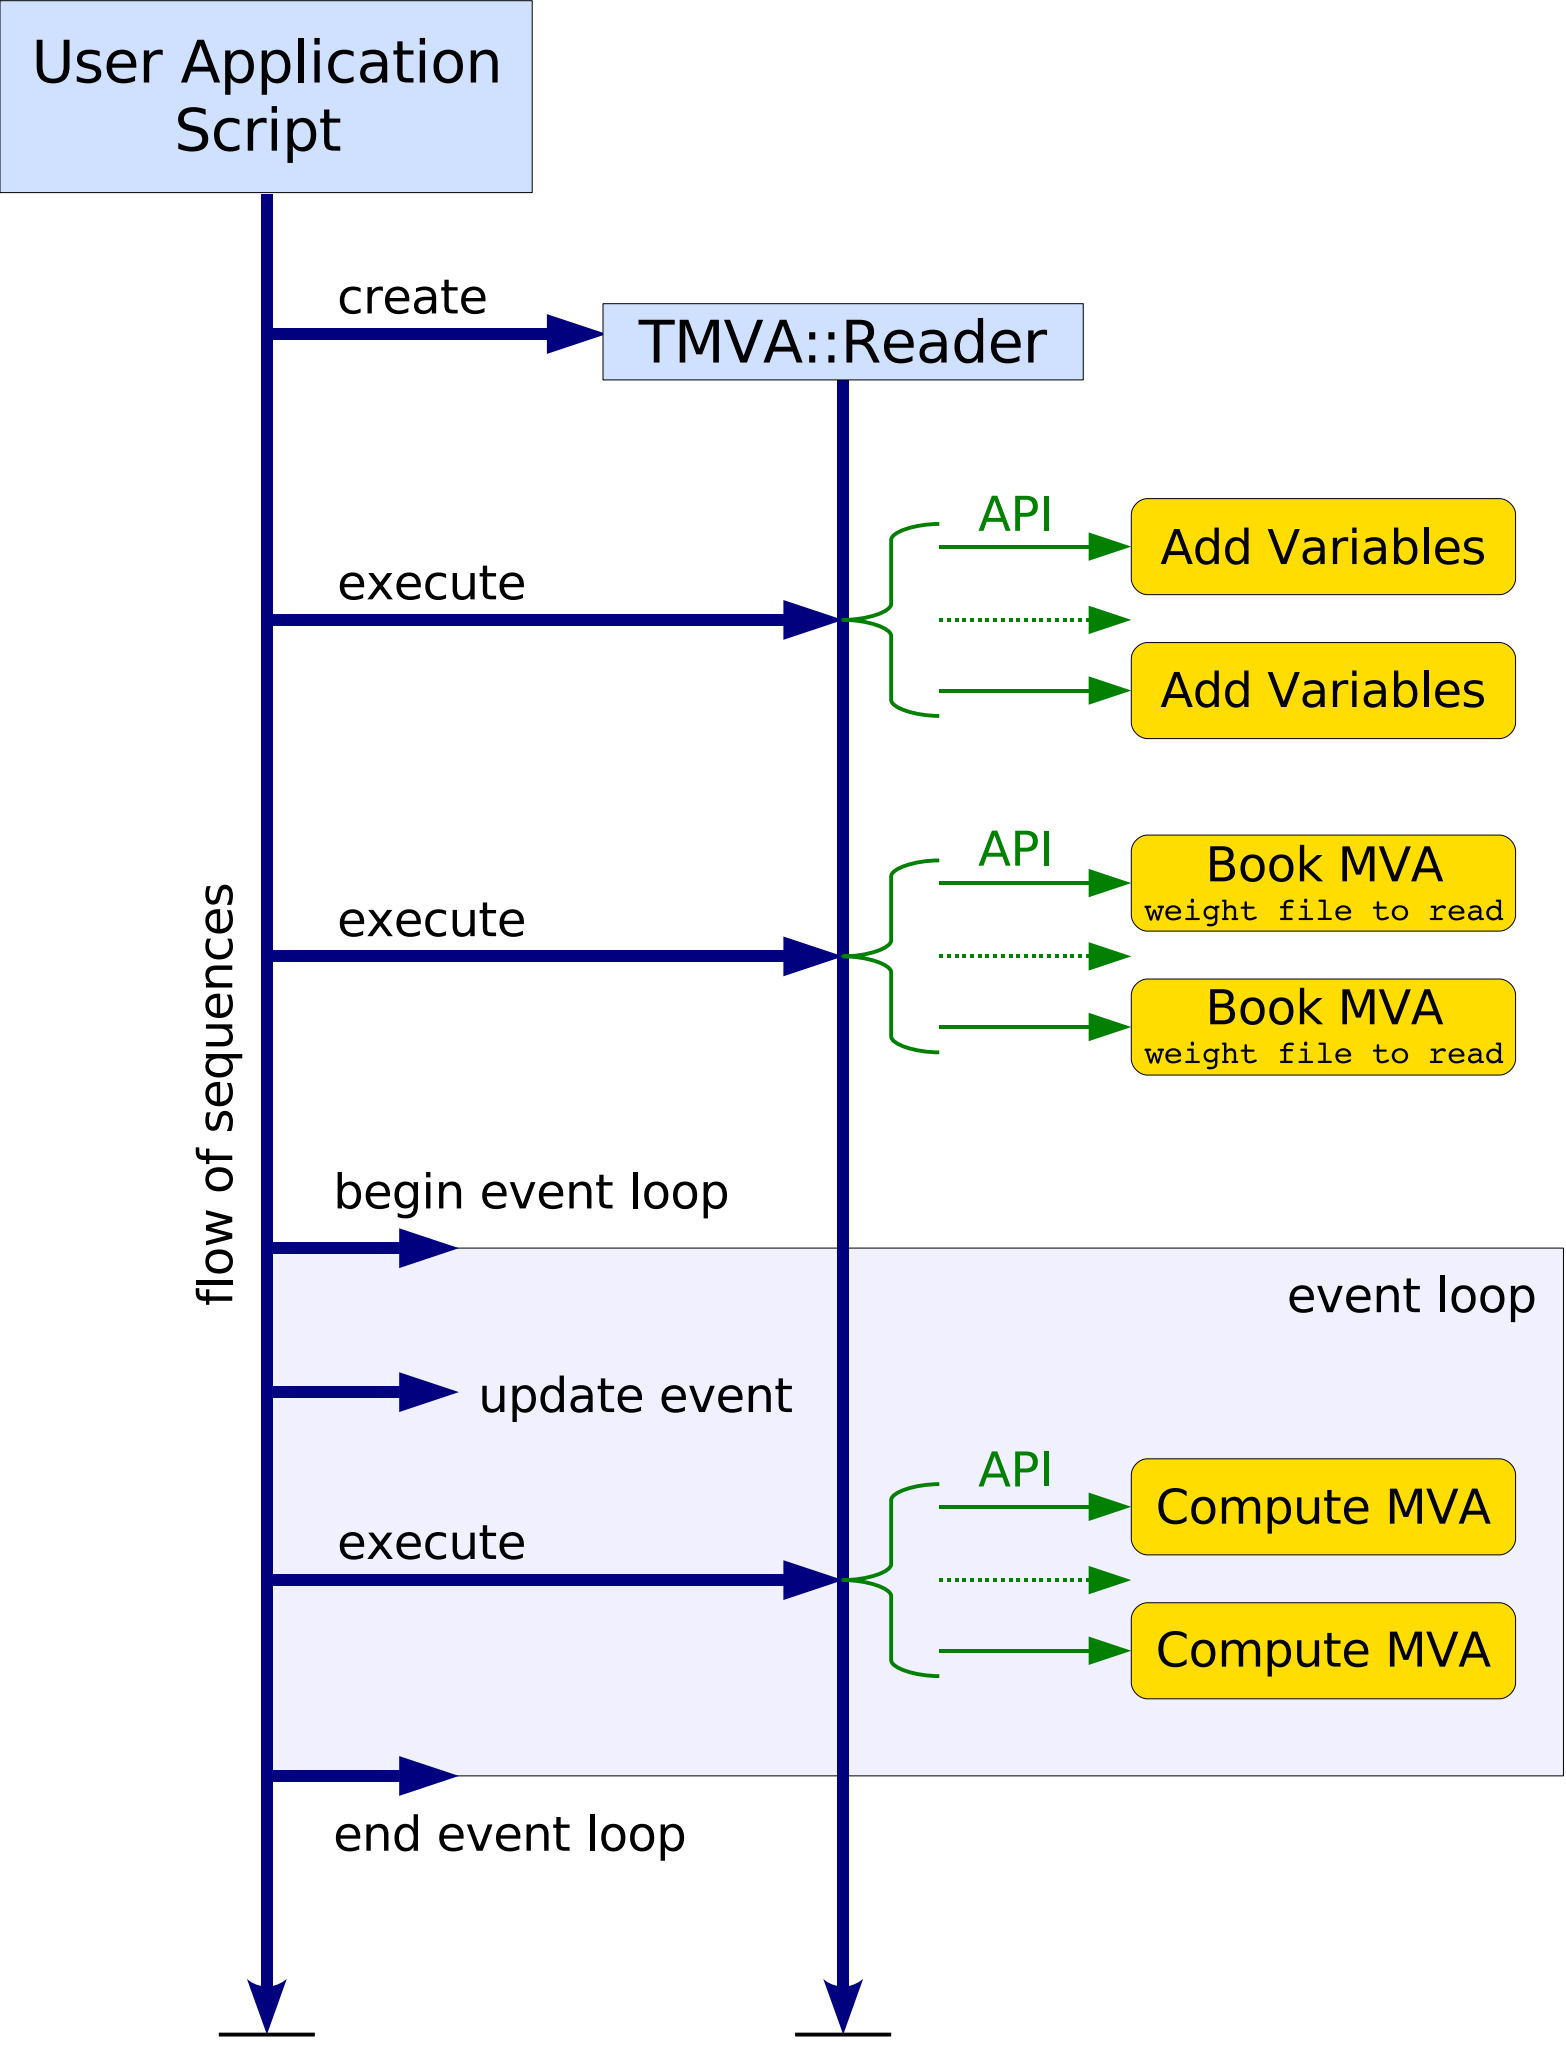 User Application
Script
create
TMVA::Reader
API
Add Variables
execute
Add Variables
API
Book MVA
weight file to read
execute
Book MVA
weight file to read
flow of sequences
begin event loop
event loop
update event
API
Compute MVA
execute
Compute MVA
end event loop